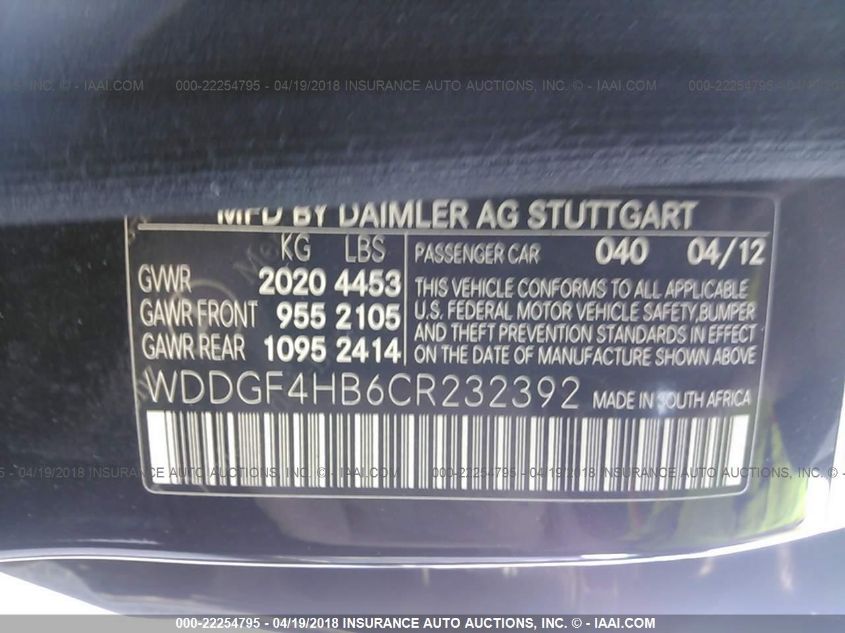 000-22254795 - 04/19/2018 INSURANCE AUTO AUCTIONS, INC. - © - IAAI.COM
MFD BY DAIMLER AG STUTTGART
KG LBS
GVWR 2020 4453
GAWR FRONT 955 2105
GAWR REAR 1095 2414
PASSENGER CAR 040 04/12
THIS VEHICLE CONFORMS TO ALL APPLICABLE
U.S. FEDERAL MOTOR VEHICLE SAFETY,BUMPER
AND THEFT PREVENTION STANDARDS IN EFFECT
ON THE DATE OF MANUFACTURE SHOWN ABOVE
WDDGF4HB6CR232392 MADE IN SOUTH AFRICA
000-22254795 - 04/19/2018 INSURANCE AUTO AUCTIONS, INC. - © - IAAI.COM